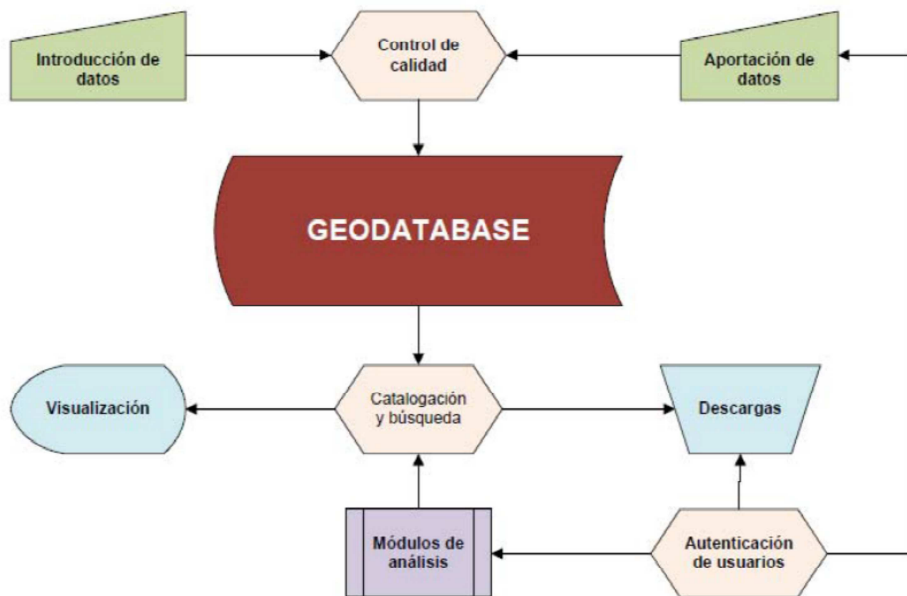 Introducción de
datos
Control de
calidad
Aportación de
datos
GEODATABASE
Visualización
Catalogación
y búsqueda
Descargas
Módulos de
análisis
Autenticación
de usuarios